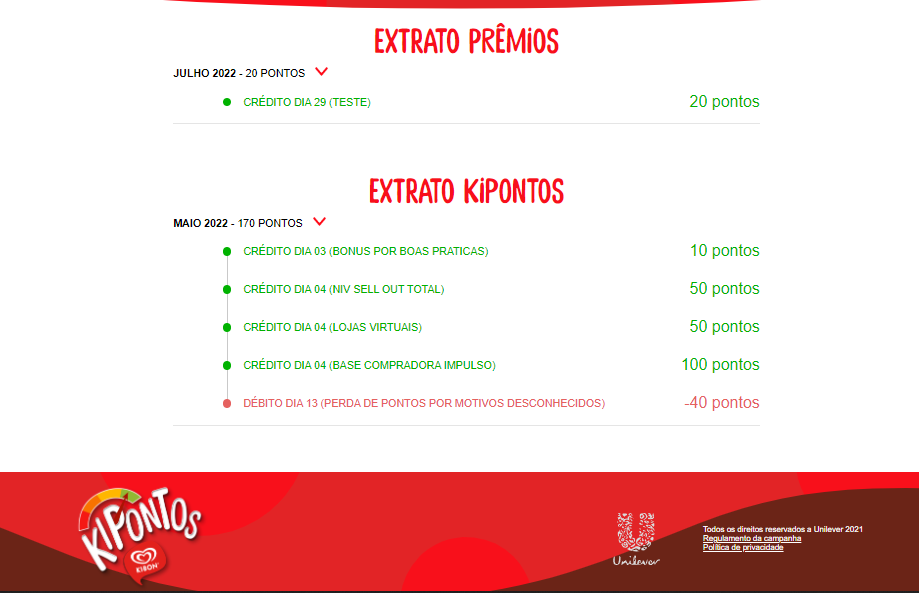 EXTRATO PRÊMIOS
JULHO 2022 - 20 PONTOS
CRÉDITO DIA 29 (TESTE) 20 pontos
EXTRATO KiPONTOS
MAIO 2022 - 170 PONTOS
CRÉDITO DIA 03 (BONUS POR BOAS PRATICAS) 10 pontos
CRÉDITO DIA 04 (NIV SELL OUT TOTAL) 50 pontos
CRÉDITO DIA 04 (LOJAS VIRTUAIS) 50 pontos
CRÉDITO DIA 04 (BASE COMPRADORA IMPULSO) 100 pontos
DÉBITO DIA 13 (PERDA DE PONTOS POR MOTIVOS DESCONHECIDOS) -40 pontos
KIPONTOS
KIBON
Unilever
Todos os direitos reservados a Unilever 2021
Regulamento da campanha
Política de privacidade